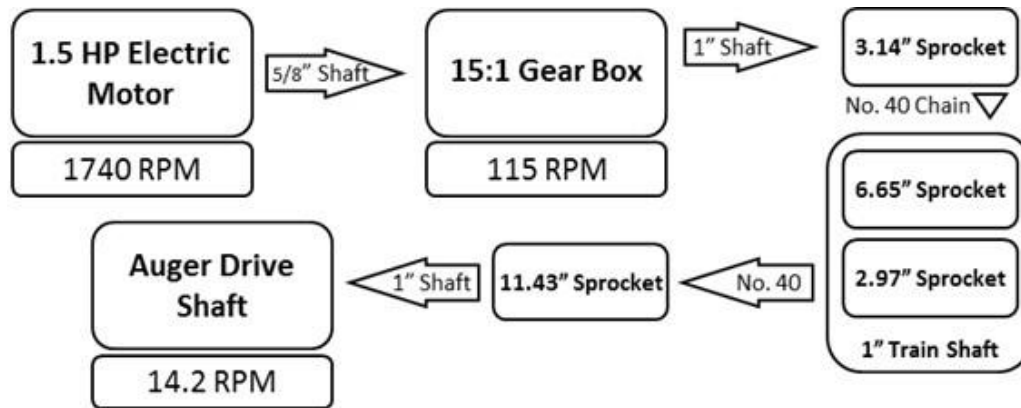 1.5 HP Electric
Motor
1740 RPM
5/8” Shaft
15:1 Gear Box
115 RPM
1” Shaft
3.14” Sprocket
No. 40 Chain
6.65” Sprocket
2.97” Sprocket
1” Train Shaft
No. 40
11.43” Sprocket
1” Shaft
Auger Drive
Shaft
14.2 RPM